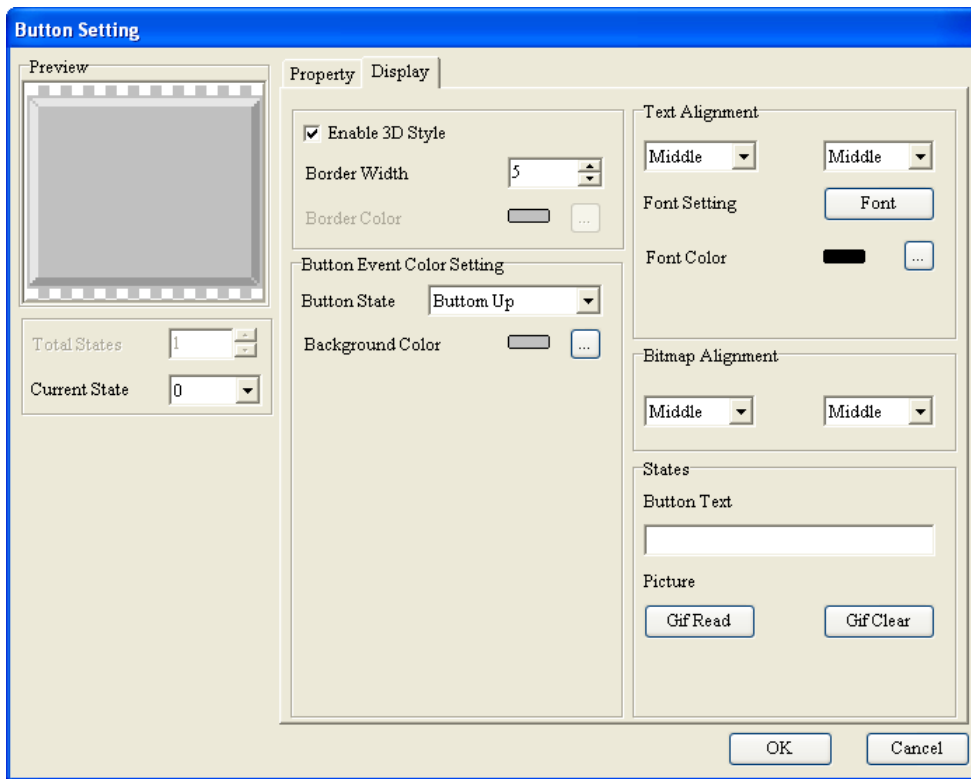 Button Setting
Preview
Property Display
Enable 3D Style
Border Width 5
Border Color ...
Button Event Color Setting
Button State Buttom Up
Background Color ...
Total States 1
Current State 0
Text Alignment
Middle Middle
Font Setting Font
Font Color ...
Bitmap Alignment
Middle Middle
States
Button Text
Picture
Gif Read Gif Clear
OK Cancel